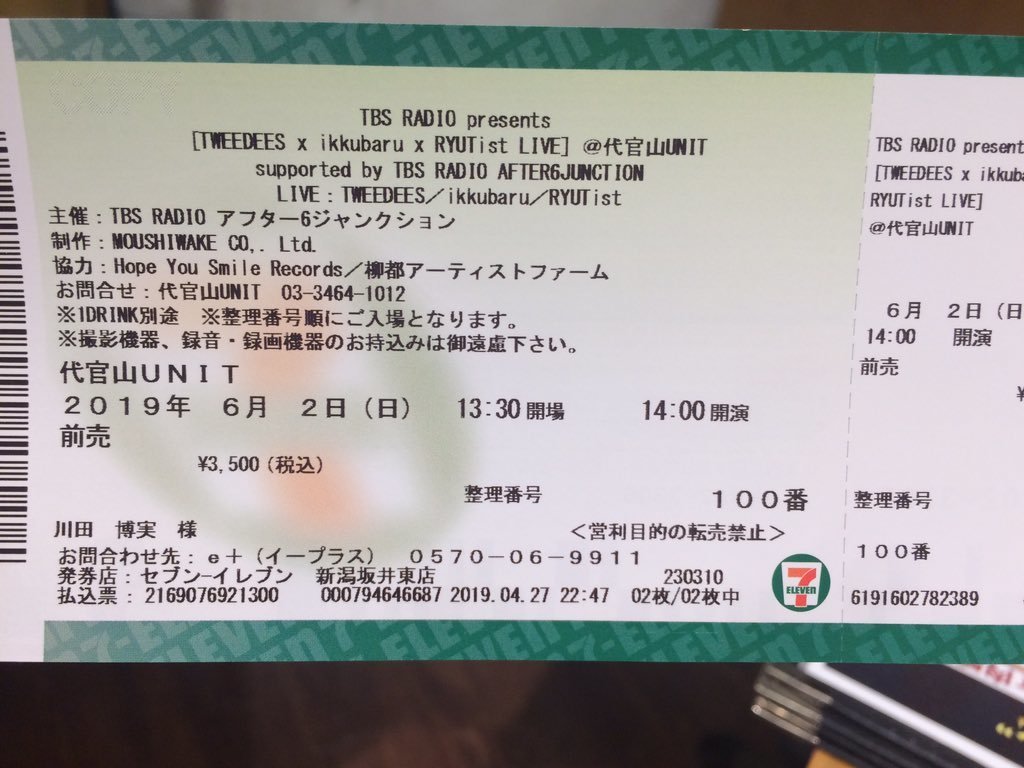 TBS RADIO presents
[TWEEDEES x ikkubaru x RYUTist LIVE] @代官山UNIT
supported by TBS RADIO AFTER6JUNCTION
LIVE：TWEEDEES／ikkubaru／RYUTist
主催：TBS RADIO アフター6ジャンクション
制作：MOUSHIWAKE CO,. Ltd.
協力：Hope You Smile Records／柳都アーティストファーム
お問合せ：代官山UNIT 03-3464-1012
※1DRINK別途 ※整理番号順にご入場となります。
※撮影機器、録音・録画機器のお持込みは御遠慮下さい。
代官山ＵＮＩＴ
２０１９年 ６月 ２日（日） 13:30開場 14:00開演
前売
¥3,500（税込）
整理番号 １００番
川田 博実 様 ＜営利目的の転売禁止＞
お問合わせ先：ｅ＋（イープラス） ０５７０－０６－９９１１
発券店：セブン-イレブン 新潟坂井東店 230310
払込票：2169076921300 000794646687 2019.04.27 22:47 02枚/02枚中
7 ELEVEN
TBS RADIO present
[TWEEDEES x ikkuba
RYUTist LIVE]
@代官山UNIT
６月 ２日（日
14:00 開演
前売
¥
整理番号
１００番
6191602782389